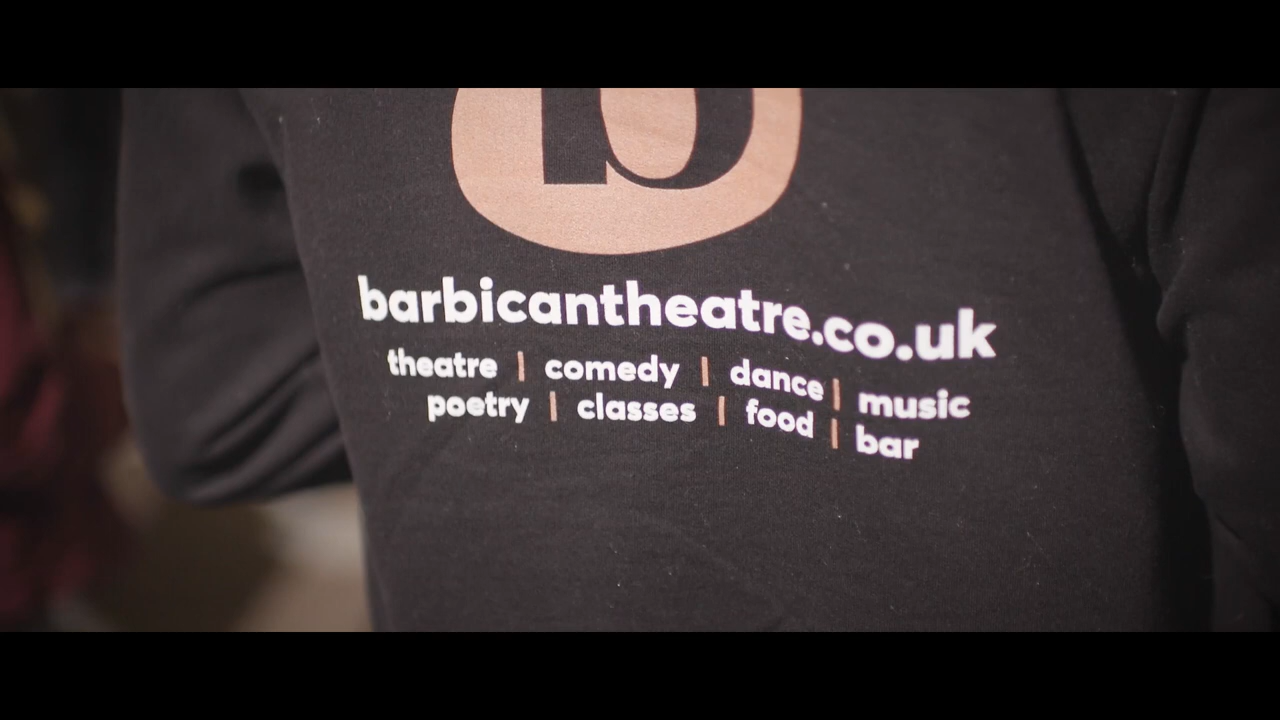 b
barbicantheatre.co.uk
theatre | comedy | dance | music
poetry | classes | food | bar